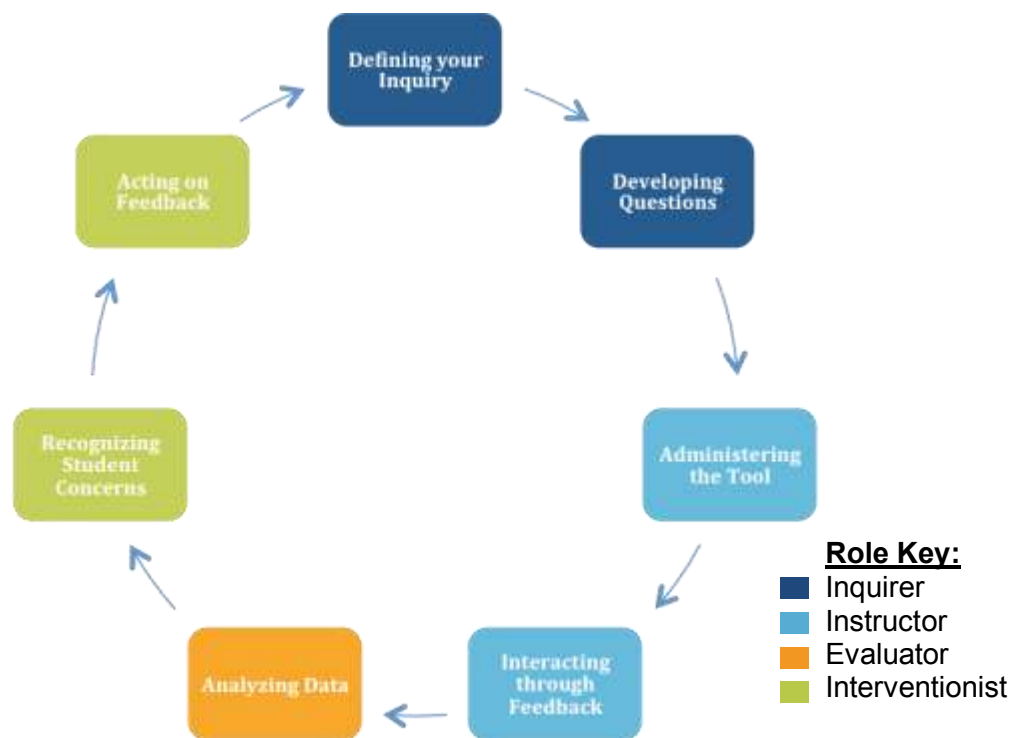 Defining your
Inquiry
Developing
Questions
Administering
the Tool
Interacting
through
Feedback
Analyzing Data
Recognizing
Student
Concerns
Acting on
Feedback
Role Key:
Inquirer
Instructor
Evaluator
Interventionist